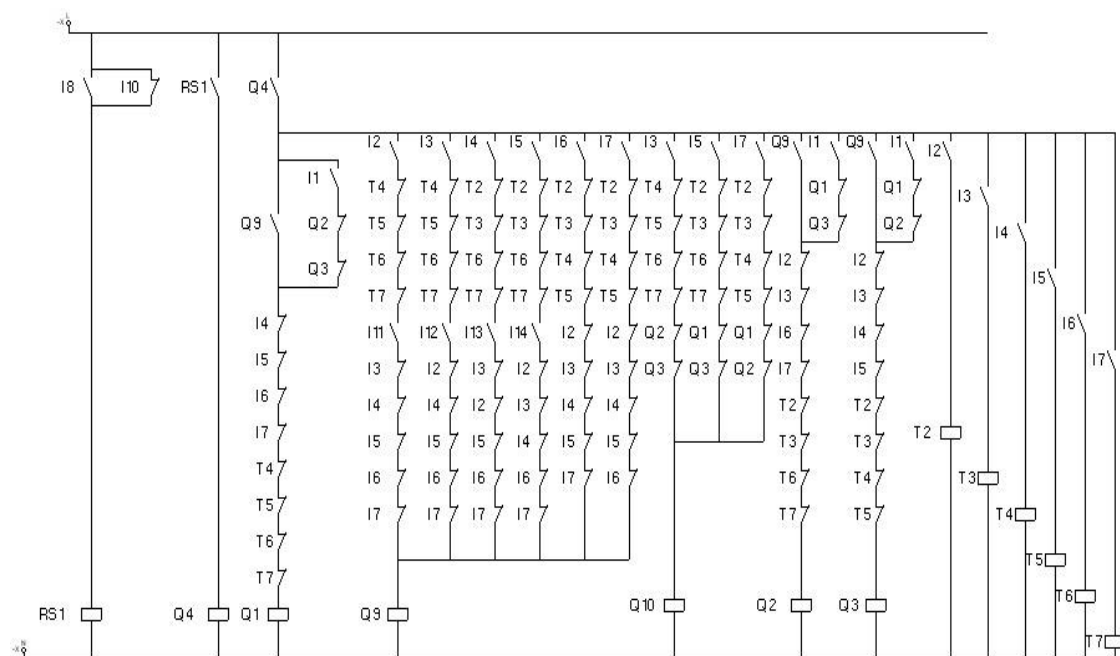 I8 I10 RS1 Q4
I2 I3 I4 I5 I6 I7 I3 I5 I7 Q9 I1 Q9 I1 I2
I1 T4 T4 T2 T2 T2 T2 T4 T2 T2 Q1 Q1 I3
Q9 Q2 T5 T5 T3 T3 T3 T3 T5 T3 T3 Q3 Q2 I4
Q3 T6 T6 T6 T6 T4 T4 T6 T6 T4 I2 I2 I5
T7 T7 T7 T7 T5 T5 T7 T7 T5 I3 I3
I4 I11 I12 I13 I14 I2 I2 Q2 Q1 Q1 I6 I4 I6
I5 I3 I2 I3 I2 I3 I3 Q3 Q3 Q2 I7 I5 I7
I6 I4 I4 I2 I3 I4 I4 T2 T2
I7 I5 I5 I5 I4 I5 I5 T3 T3 T2
T4 I6 I6 I6 I6 I7 I6 T6 T4 T3
T5 I7 I7 I7 I7 T7 T5 T4
T6 T5
T7 T6
RS1 Q4 Q1 Q9 Q10 Q2 Q3 T7